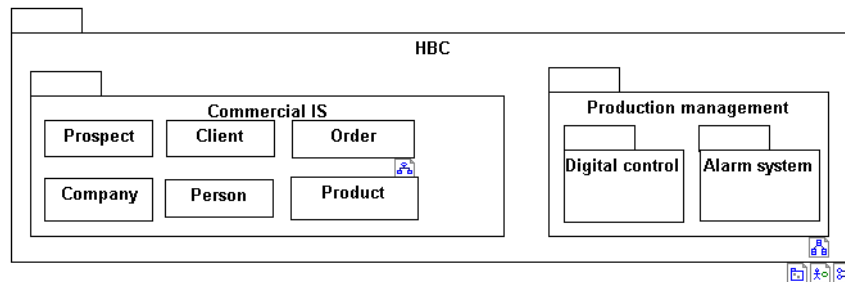 HBC
Commercial IS
Prospect
Client
Order
Company
Person
Product
Production management
Digital control
Alarm system